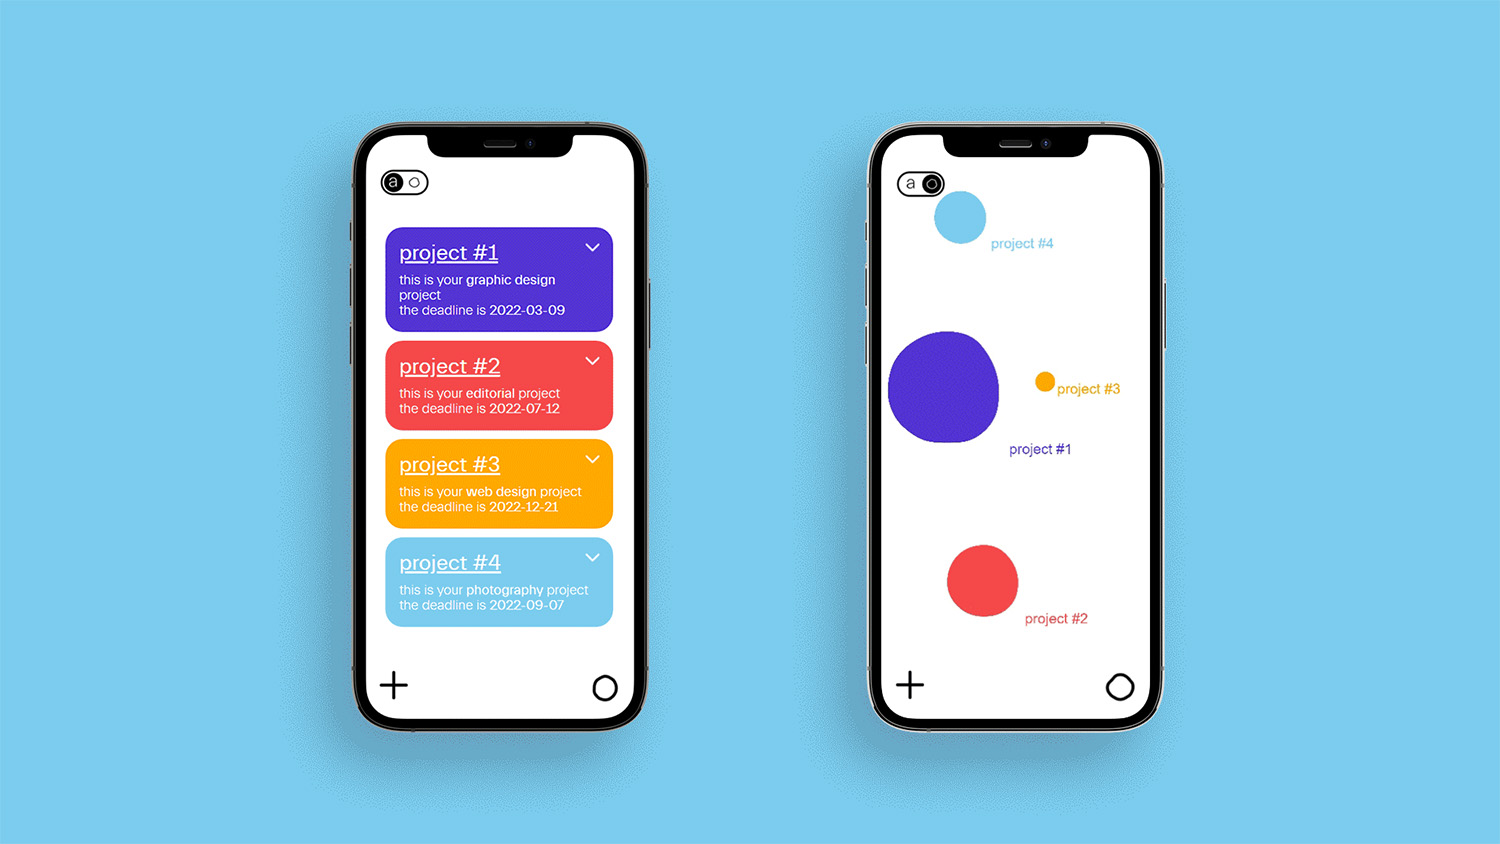 a
project #1
this is your graphic design
project
the deadline is 2022-03-09
project #2
this is your editorial project
the deadline is 2022-07-12
project #3
this is your web design project
the deadline is 2022-12-21
project #4
this is your photography project
the deadline is 2022-09-07
a
project #4
project #3
project #1
project #2